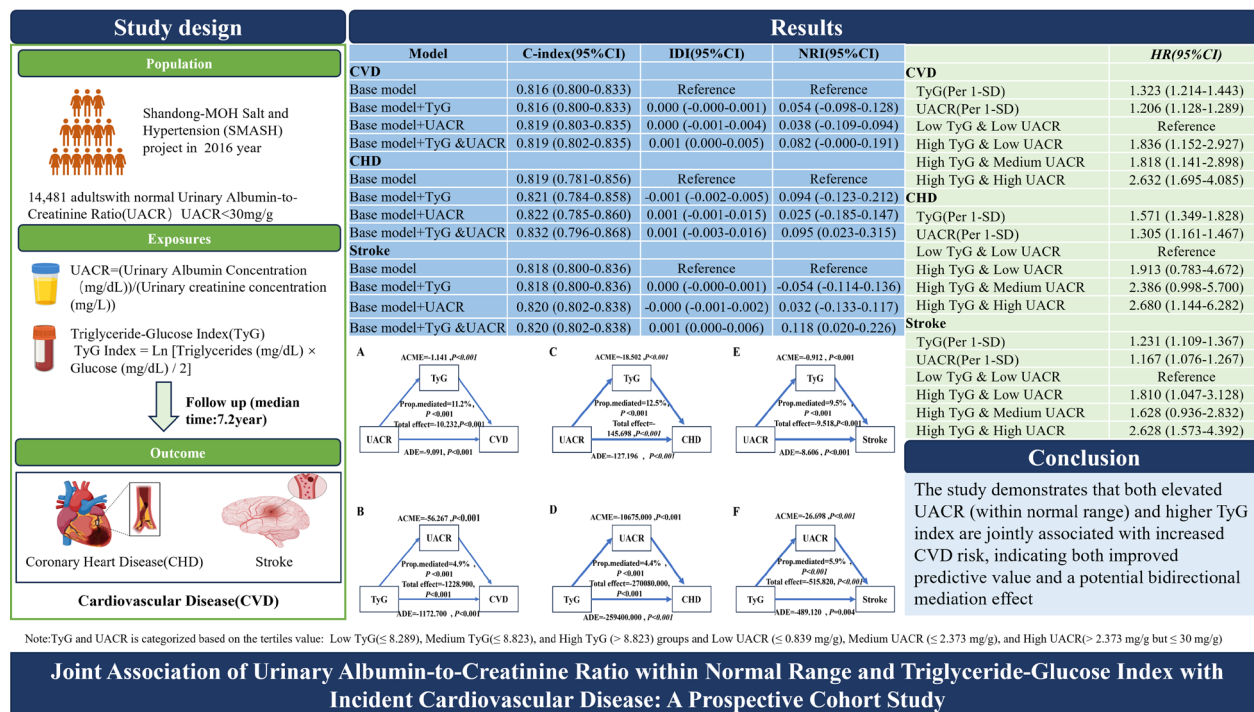 Study design
Population
Shandong-MOH Salt and
Hypertension (SMASH)
project in 2016 year
14,481 adultswith normal Urinary Albumin-to-
Creatinine Ratio(UACR） UACR<30mg/g
Exposures
UACR=(Urinary Albumin Concentration
（mg/dL))/(Urinary creatinine concentration
(mg/L))
Triglyceride-Glucose Index(TyG)
TyG Index = Ln [Triglycerides (mg/dL) ×
Glucose (mg/dL) / 2]
Follow up (median
time:7.2year)
Outcome
Coronary Heart Disease(CHD)
Stroke
Cardiovascular Disease(CVD)
Results
Model C-index(95%CI) IDI(95%CI) NRI(95%CI)
CVD
Base model 0.816 (0.800-0.833) Reference Reference
Base model+TyG 0.816 (0.800-0.833) 0.000 (-0.000-0.001) 0.054 (-0.098-0.128)
Base model+UACR 0.819 (0.803-0.835) 0.000 (-0.001-0.004) 0.038 (-0.109-0.094)
Base model+TyG &UACR 0.819 (0.802-0.835) 0.001 (0.000-0.005) 0.082 (-0.000-0.191)
CHD
Base model 0.819 (0.781-0.856) Reference Reference
Base model+TyG 0.821 (0.784-0.858) -0.001 (-0.002-0.005) 0.094 (-0.123-0.212)
Base model+UACR 0.822 (0.785-0.860) 0.001 (-0.001-0.015) 0.025 (-0.185-0.147)
Base model+TyG &UACR 0.832 (0.796-0.868) 0.001 (-0.003-0.016) 0.095 (0.023-0.315)
Stroke
Base model 0.818 (0.800-0.836) Reference Reference
Base model+TyG 0.818 (0.800-0.836) 0.000 (-0.000-0.001) -0.054 (-0.114-0.136)
Base model+UACR 0.820 (0.802-0.838) -0.000 (-0.001-0.002) 0.032 (-0.133-0.117)
Base model+TyG &UACR 0.820 (0.802-0.838) 0.001 (0.000-0.006) 0.118 (0.020-0.226)
A
ACME=-1.141 , P<0.001
TyG
Prop.mediated=11.2% ,
P <0.001
Total effect=-10.232,P<0.001
UACR
CVD
ADE=-9.091, P<0.001
C
ACME=-18.502 , P<0.001
TyG
Prop.mediated=12.5% ,
P <0.001
Total effect=-
145.698 , P<0.001
UACR
CHD
ADE=-127.196 , P<0.001
E
ACME=-0.912 , P<0.001
TyG
Prop.mediated=9.5% ,
P <0.001
Total effect=-9.518,P<0.001
UACR
Stroke
ADE=-8.606 , P<0.001
B
ACME=-56.267 , P<0.001
UACR
Prop.mediated=4.9% ,
P <0.001
Total effect=-1228.900,
P<0.001
TyG
CVD
ADE=-1172.700 , P<0.001
D
ACME=-10675.000 , P<0.001
UACR
Prop.mediated=4.4% ,
P <0.001
Total effect=-270080.000,
P<0.001
TyG
CHD
ADE=-259400.000 , P<0.001
F
ACME=-26.698 , P<0.001
UACR
Prop.mediated=5.9% ,
P<0.001
Total effect=-515.820, P<0.001
TyG
Stroke
ADE=-489.120 , P=0.004
HR(95%CI)
CVD
TyG(Per 1-SD) 1.323 (1.214-1.443)
UACR(Per 1-SD) 1.206 (1.128-1.289)
Low TyG & Low UACR Reference
High TyG & Low UACR 1.836 (1.152-2.927)
High TyG & Medium UACR 1.818 (1.141-2.898)
High TyG & High UACR 2.632 (1.695-4.085)
CHD
TyG(Per 1-SD) 1.571 (1.349-1.828)
UACR(Per 1-SD) 1.305 (1.161-1.467)
Low TyG & Low UACR Reference
High TyG & Low UACR 1.913 (0.783-4.672)
High TyG & Medium UACR 2.386 (0.998-5.700)
High TyG & High UACR 2.680 (1.144-6.282)
Stroke
TyG(Per 1-SD) 1.231 (1.109-1.367)
UACR(Per 1-SD) 1.167 (1.076-1.267)
Low TyG & Low UACR Reference
High TyG & Low UACR 1.810 (1.047-3.128)
High TyG & Medium UACR 1.628 (0.936-2.832)
High TyG & High UACR 2.628 (1.573-4.392)
Conclusion
The study demonstrates that both elevated
UACR (within normal range) and higher TyG
index are jointly associated with increased
CVD risk, indicating both improved
predictive value and a potential bidirectional
mediation effect
Note:TyG and UACR is categorized based on the tertiles value: Low TyG(≤ 8.289), Medium TyG(≤ 8.823), and High TyG (> 8.823) groups and Low UACR (≤ 0.839 mg/g), Medium UACR (≤ 2.373 mg/g), and High UACR(> 2.373 mg/g but ≤ 30 mg/g)
Joint Association of Urinary Albumin-to-Creatinine Ratio within Normal Range and Triglyceride-Glucose Index with
Incident Cardiovascular Disease: A Prospective Cohort Study